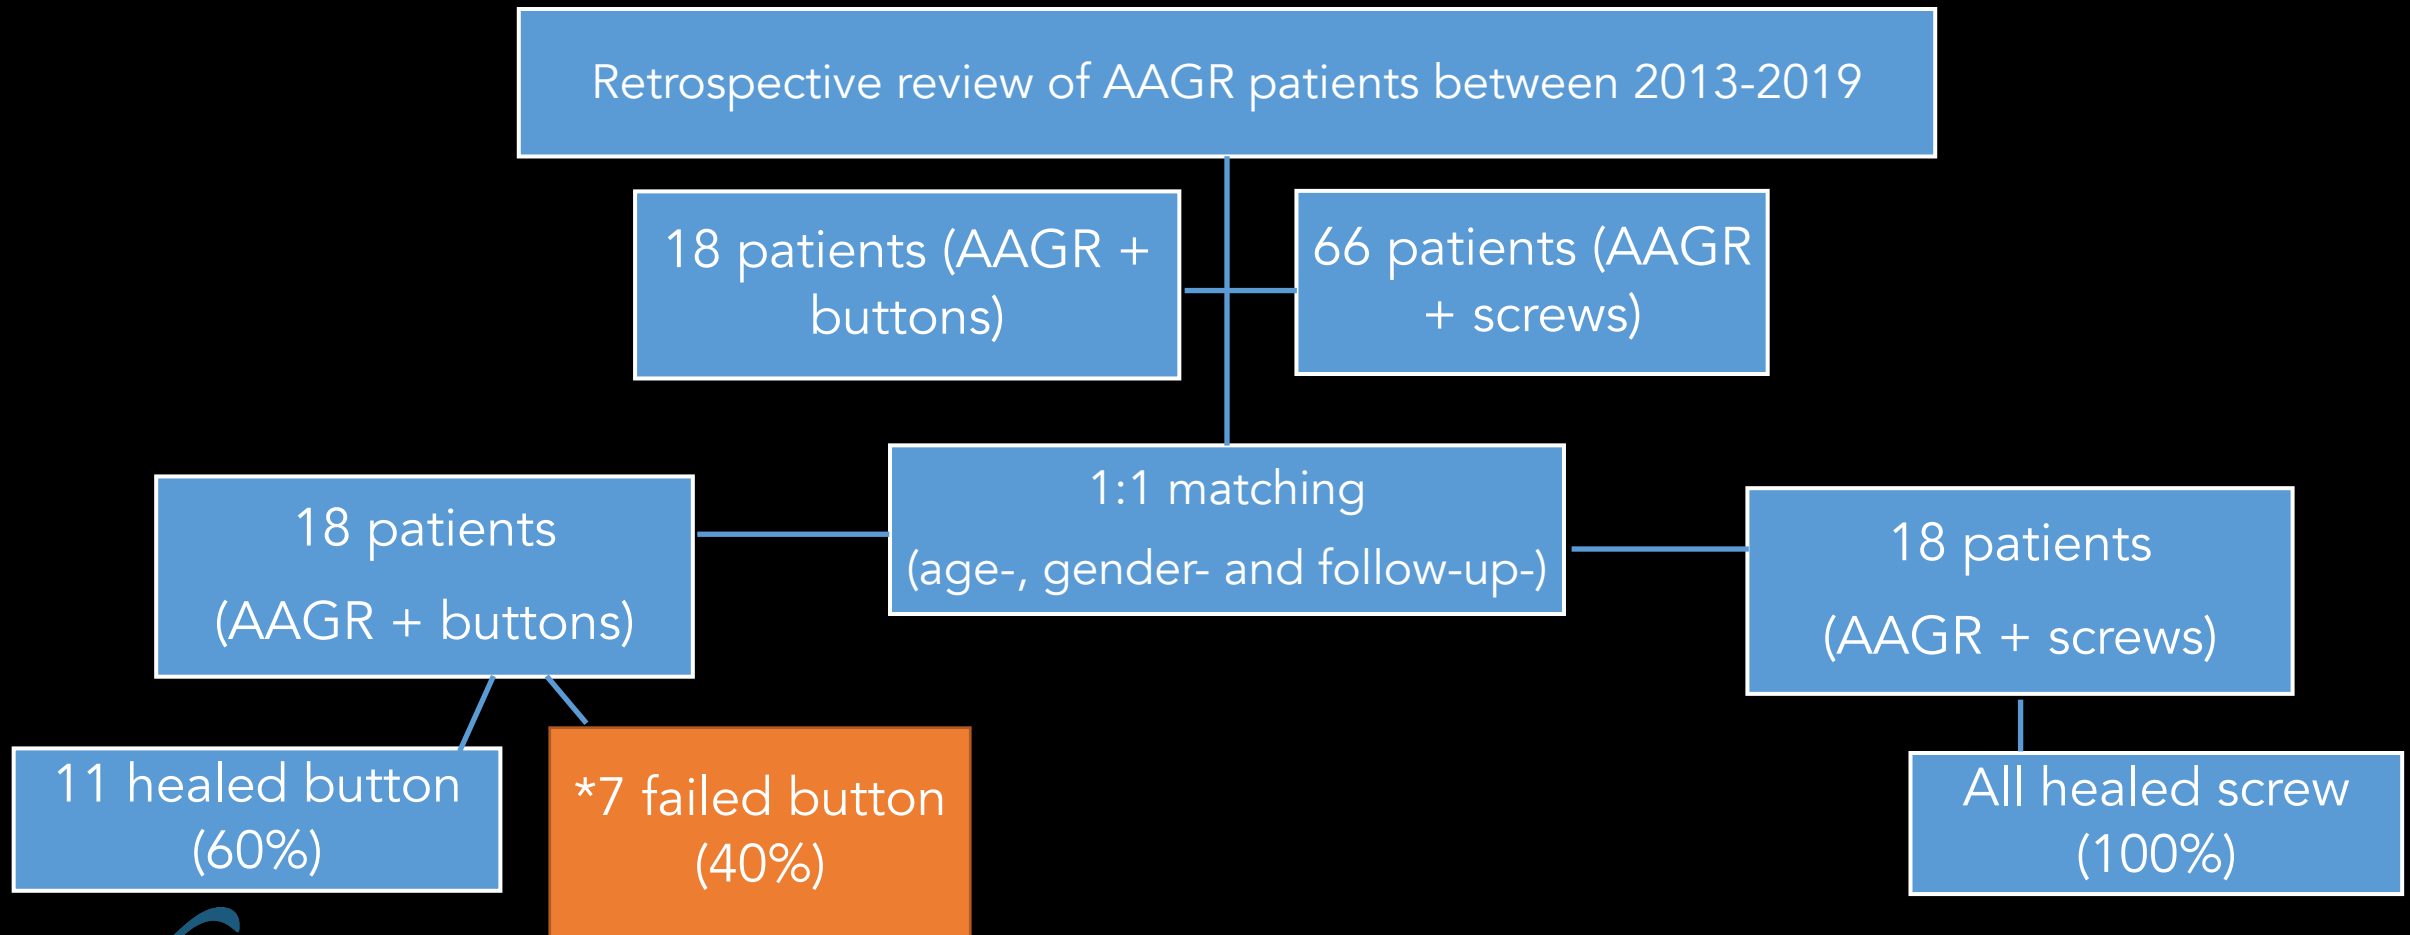 Retrospective review of AAGR patients between 2013-2019
18 patients (AAGR +
buttons)
66 patients (AAGR
+ screws)
1:1 matching
(age-, gender- and follow-up-)
18 patients
(AAGR + buttons)
18 patients
(AAGR + screws)
11 healed button
(60%)
*7 failed button
(40%)
All healed screw
(100%)